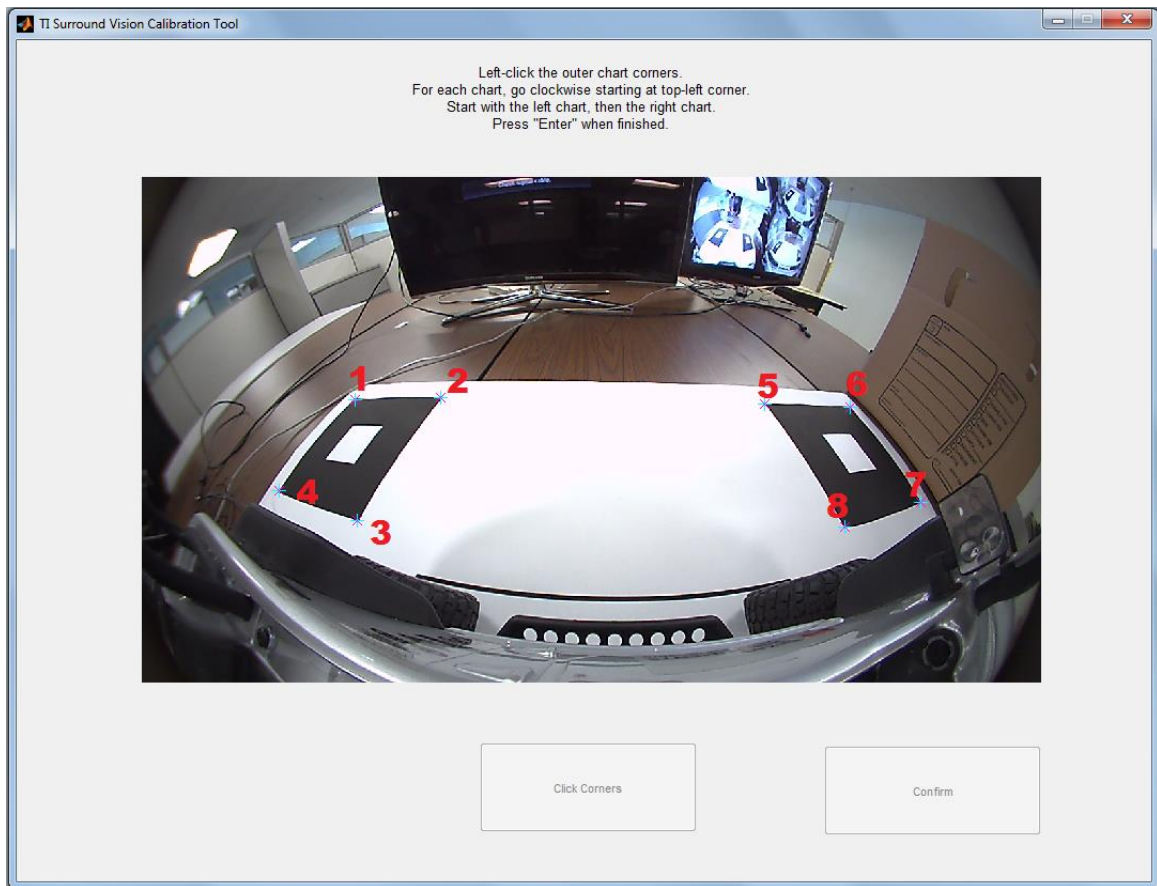 TI Surround Vision Calibration Tool
Left-click the outer chart corners.
For each chart, go clockwise starting at top-left corner.
Start with the left chart, then the right chart.
Press "Enter" when finished.
1
2
5
6
4
3
7
8
SAMSUNG
Click Corners
Confirm